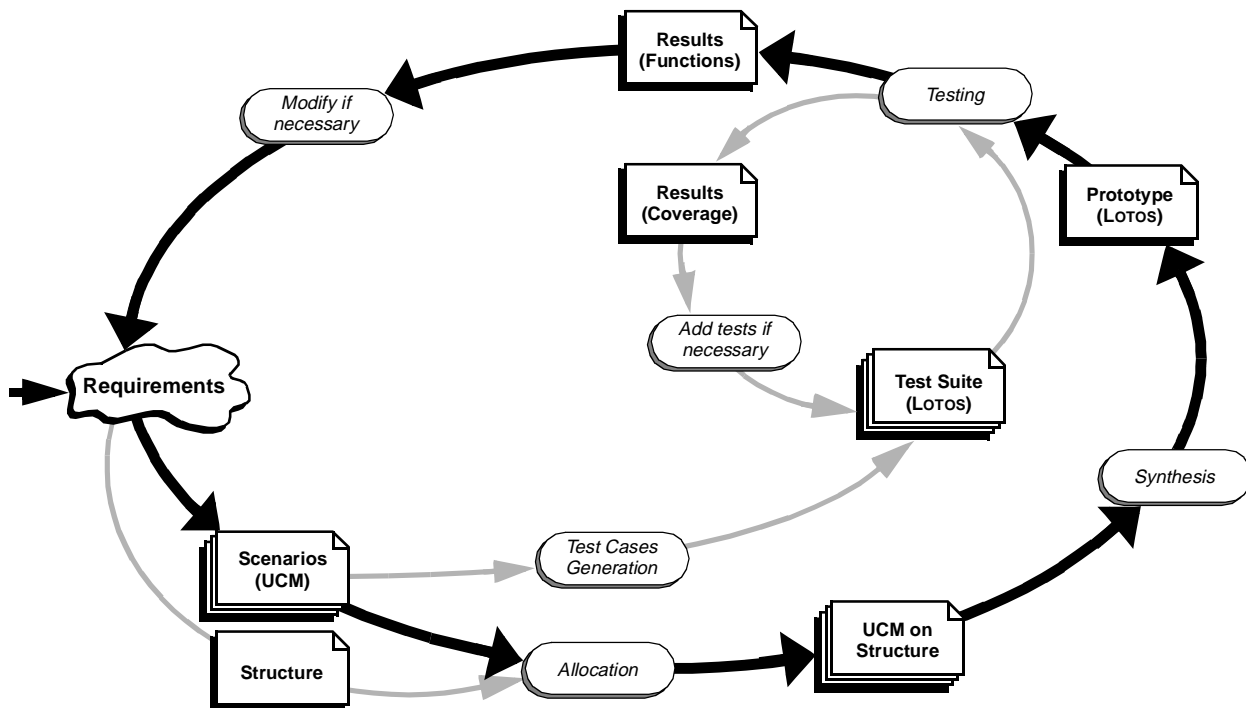 Results
(Functions)
Modify if
necessary
Testing
Results
(Coverage)
Prototype
(LOTOS)
Add tests if
necessary
Requirements
Test Suite
(LOTOS)
Synthesis
Scenarios
(UCM)
Test Cases
Generation
UCM on
Structure
Structure
Allocation